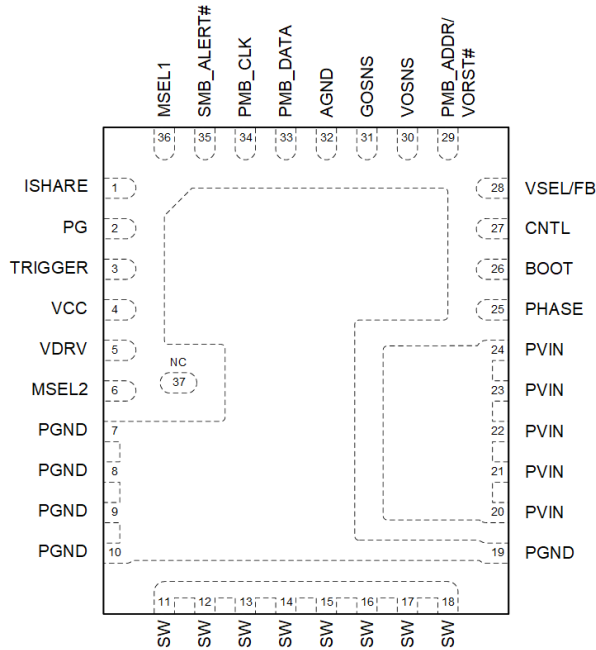 MSEL1
SMB_ALERT#
PMB_CLK
PMB_DATA
AGND
GOSNS
VOSNS
PMB_ADDR/
VORST#
36 35 34 33 32 31 30 29
ISHARE 1
PG 2
TRIGGER 3
VCC 4
VDRV 5
MSEL2 6
PGND 7
PGND 8
PGND 9
PGND 10
NC
37
28 VSEL/FB
27 CNTL
26 BOOT
25 PHASE
24 PVIN
23 PVIN
22 PVIN
21 PVIN
20 PVIN
19 PGND
11 12 13 14 15 16 17 18
SW SW SW SW SW SW SW SW